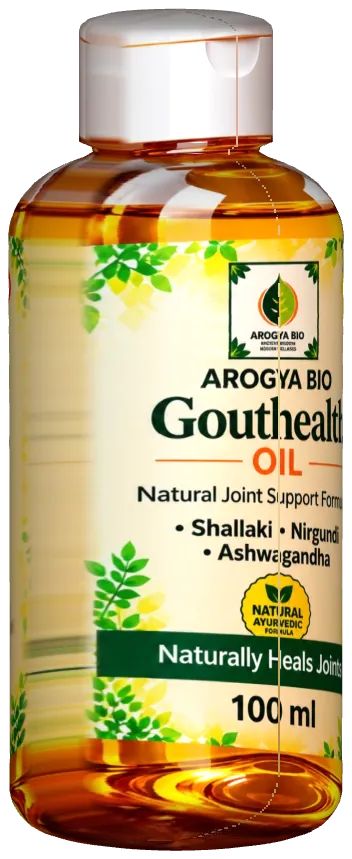 AROGYA BIO
AROGYA BIO
Gouthealth
OIL
Natural Joint Support Formu
• Shallaki • Nirgundi
• Ashwagandha
NATURAL
AYURVEDIC
FORMULA
Naturally Heals Joints
100 ml